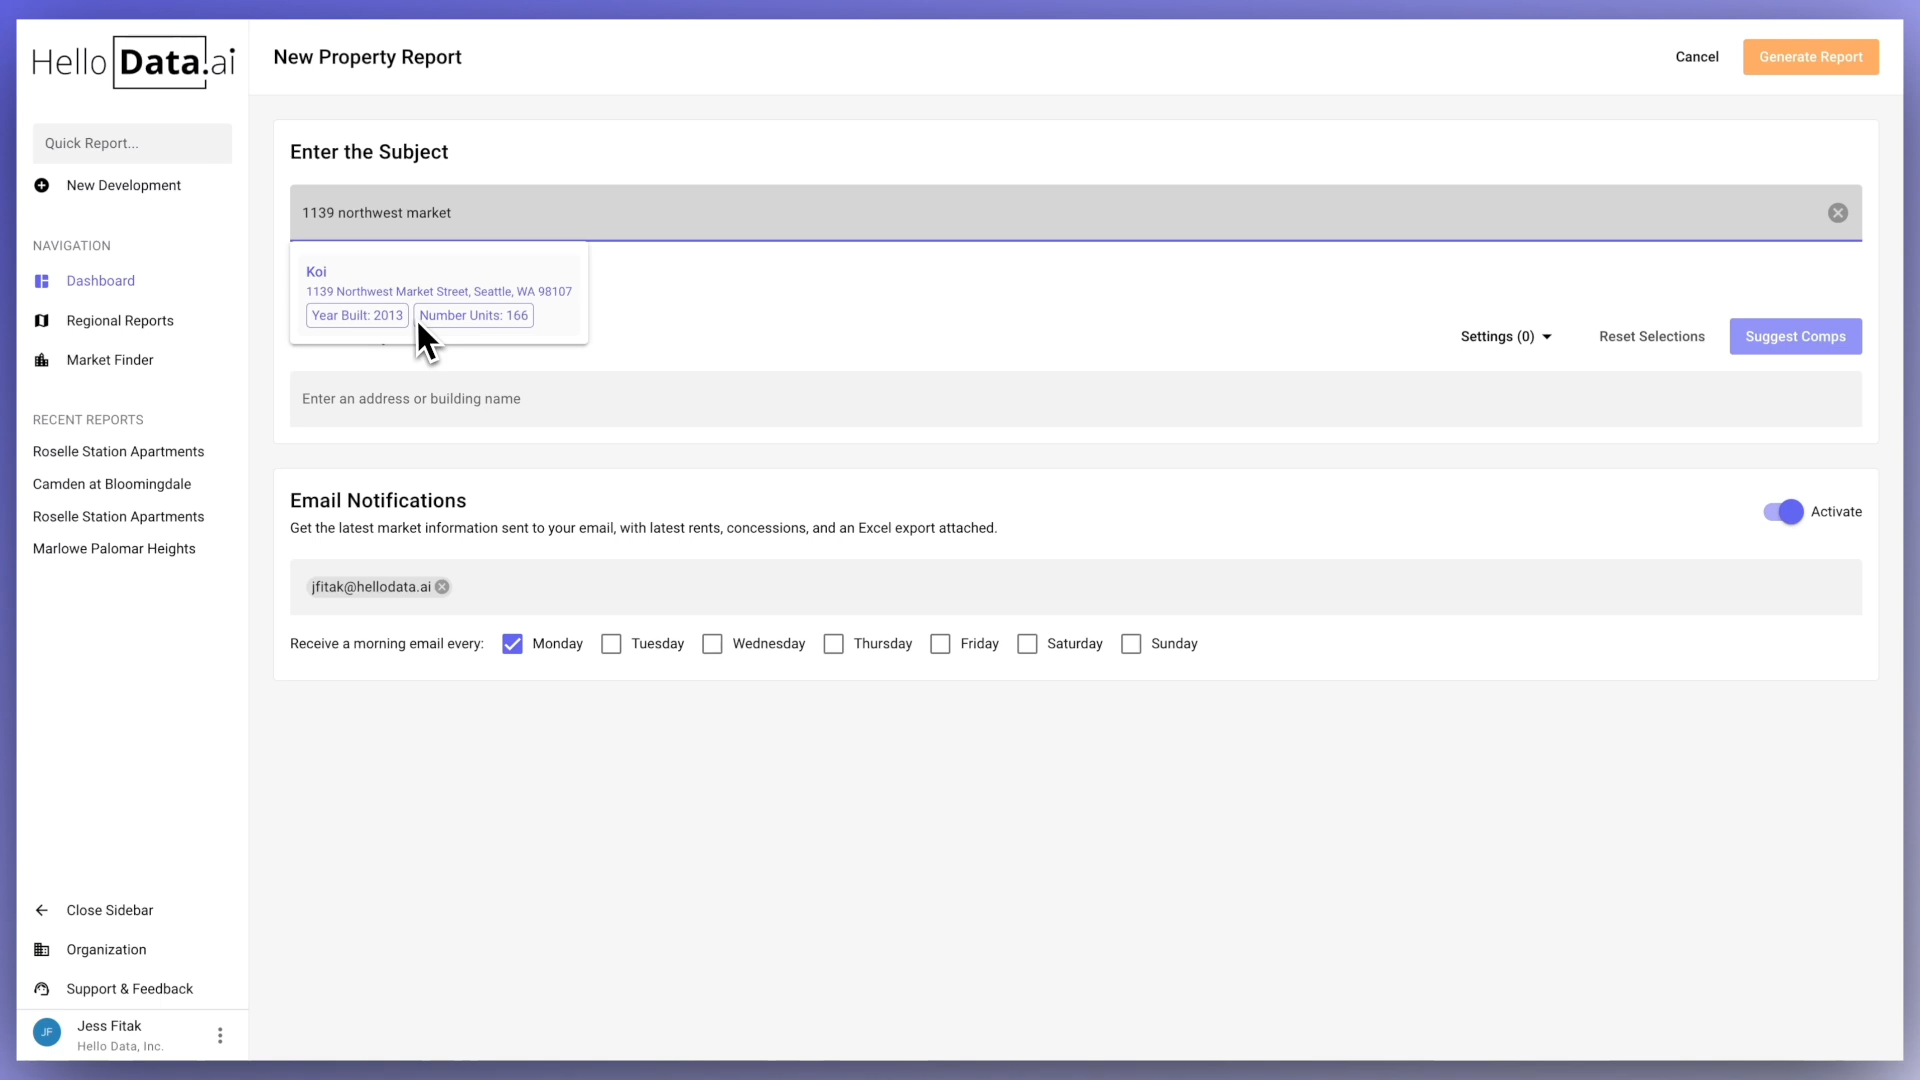 Hello Data.ai
New Property Report
Cancel
Generate Report
Quick Report...
New Development
NAVIGATION
Dashboard
Regional Reports
Market Finder
RECENT REPORTS
Roselle Station Apartments
Camden at Bloomingdale
Roselle Station Apartments
Marlowe Palomar Heights
Close Sidebar
Organization
Support & Feedback
JF
Jess Fitak
Hello Data, Inc.
Enter the Subject
1139 northwest market
Koi
1139 Northwest Market Street, Seattle, WA 98107
Year Built: 2013 Number Units: 166
Settings (0)
Reset Selections
Suggest Comps
Enter an address or building name
Email Notifications
Get the latest market information sent to your email, with latest rents, concessions, and an Excel export attached.
Activate
jfitak@hellodata.ai
Receive a morning email every: Monday Tuesday Wednesday Thursday Friday Saturday Sunday